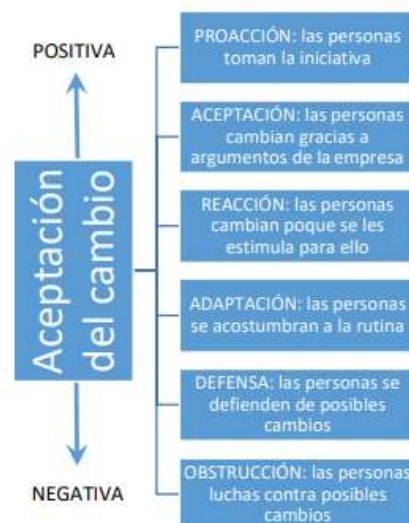 POSITIVA
Aceptación
del cambio
NEGATIVA
PROACCIÓN: las personas
toman la iniciativa
ACEPTACIÓN: las personas
cambian gracias a
argumentos de la empresa
REACCIÓN: las personas
cambian poque se les
estimula para ello
ADAPTACIÓN: las personas
se acostumbran a la rutina
DEFENSA: las personas se
defienden de posibles
cambios
OBSTRUCCIÓN: las personas
luchas contra posibles
cambios